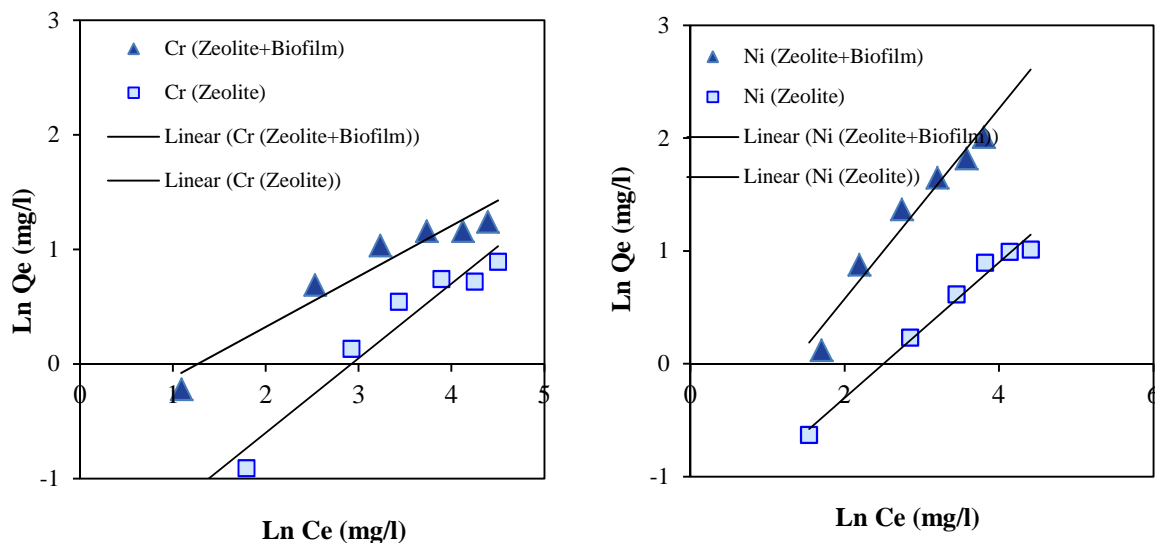 3
2
1
0
-1
0
1
2
3
4
5
Ln Qe (mg/l)
Ln Ce (mg/l)
Cr (Zeolite+Biofilm)
Cr (Zeolite)
Linear (Cr (Zeolite+Biofilm))
Linear (Cr (Zeolite))
3
2
1
0
-1
0
2
4
6
Ln Qe (mg/l)
Ln Ce (mg/l)
Ni (Zeolite+Biofilm)
Ni (Zeolite)
Linear (Ni (Zeolite+Biofilm))
Linear (Ni (Zeolite))